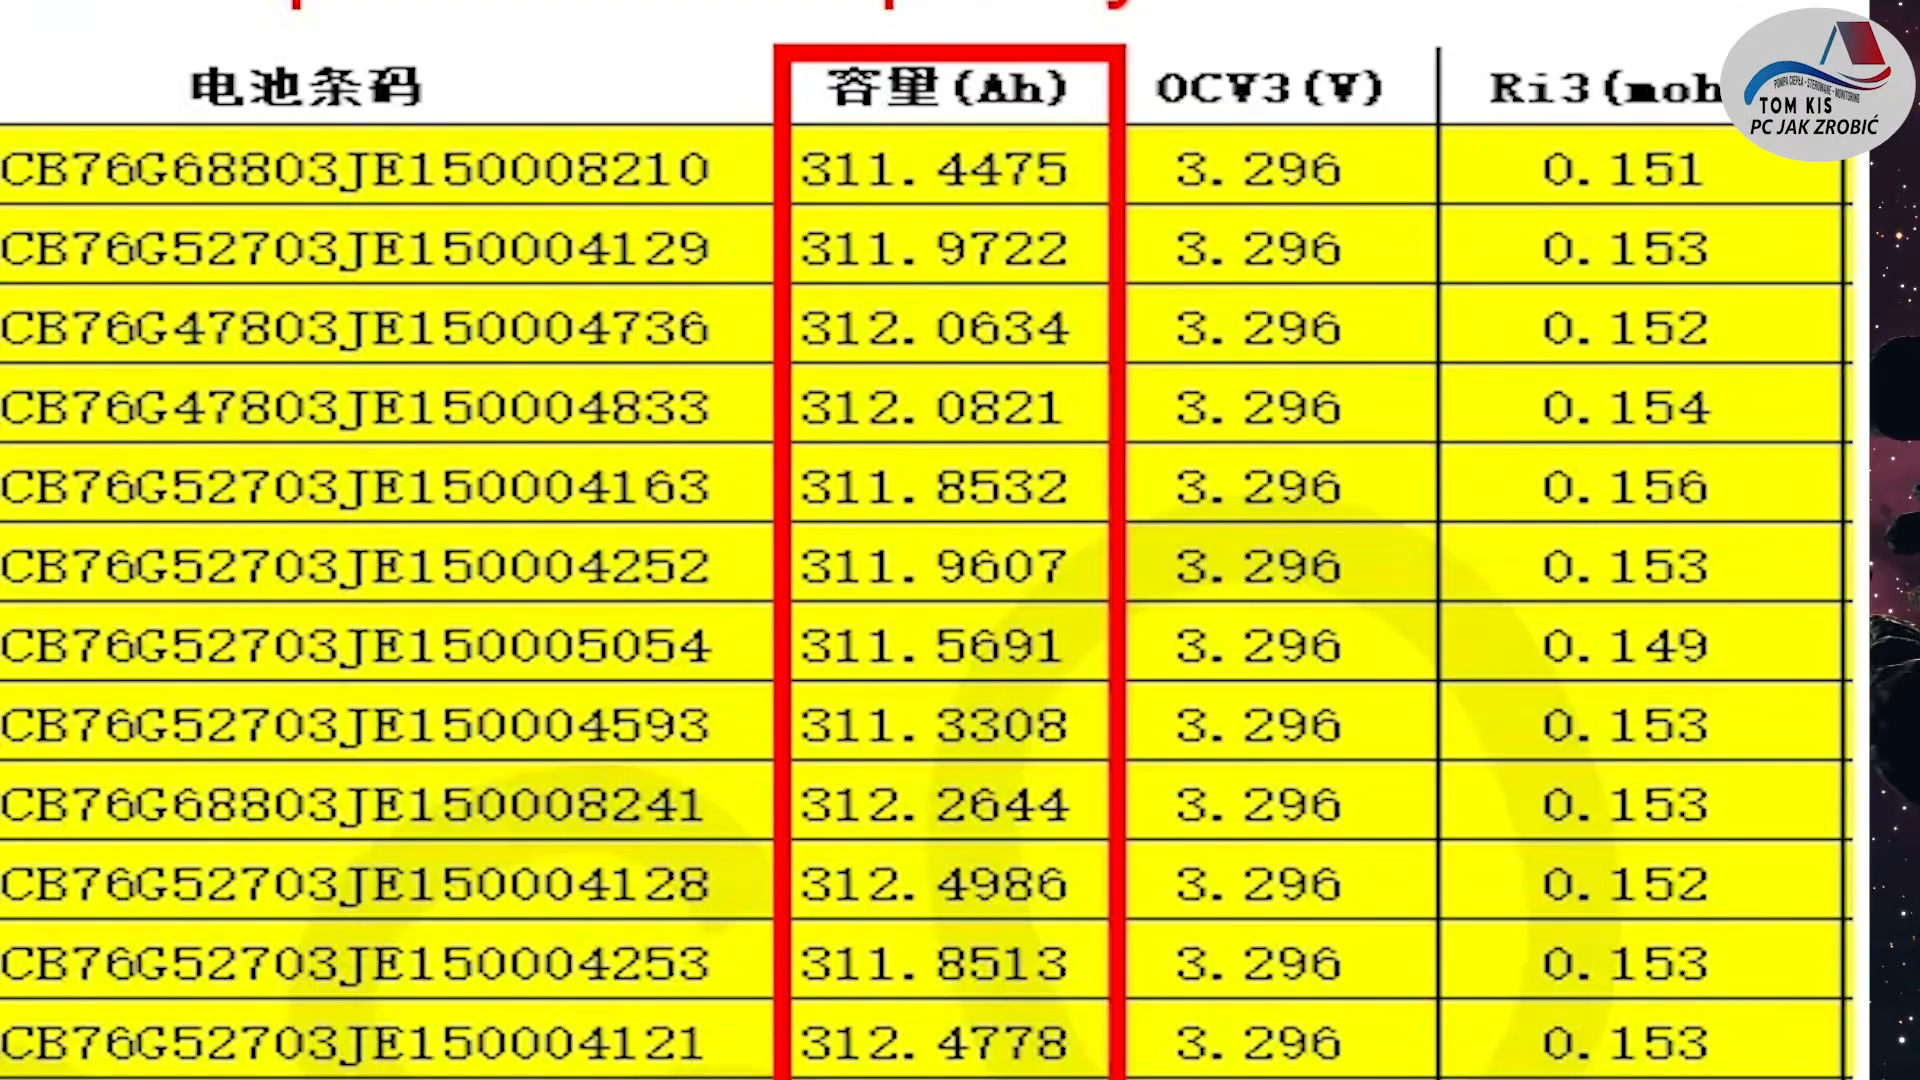 电池条码 容量(Ah) OCV3(V) Ri3(moh
CB76G68803JE150008210 311.4475 3.296 0.151
CB76G52703JE150004129 311.9722 3.296 0.153
CB76G47803JE150004736 312.0634 3.296 0.152
CB76G47803JE150004833 312.0821 3.296 0.154
CB76G52703JE150004163 311.8532 3.296 0.156
CB76G52703JE150004252 311.9607 3.296 0.153
CB76G52703JE150005054 311.5691 3.296 0.149
CB76G52703JE150004593 311.3308 3.296 0.153
CB76G68803JE150008241 312.2644 3.296 0.153
CB76G52703JE150004128 312.4986 3.296 0.152
CB76G52703JE150004253 311.8513 3.296 0.153
CB76G52703JE150004121 312.4778 3.296 0.153
POMPA CIEPŁA - STEROWANIE - MONITORING
TOM KIS
PC JAK ZROBIĆ